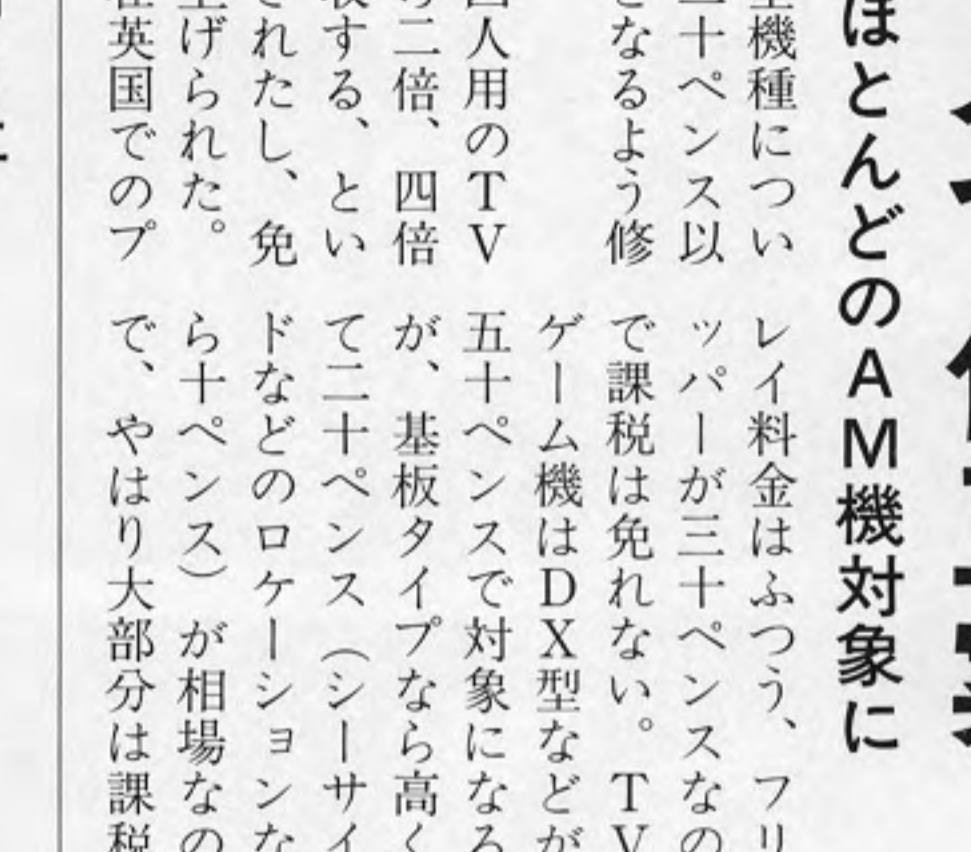 ほとんどのAM機対象に
機種につい
十ペンス以
となるよう修
人用のTV
二倍、四倍
する、とい
れたし、免
げられた。
英国でのプ
レイ料金はふつう、フリ
ッパーが三十ペンスなの
で課税は免れない。TV
ゲーム機はDX型などが
五十ペンスで対象になる
が、基板タイプなら高く
て二十ペンス（シーサイ
ドなどのロケーションな
ら十ペンス）が相場なの
で、やはり大部分は課税